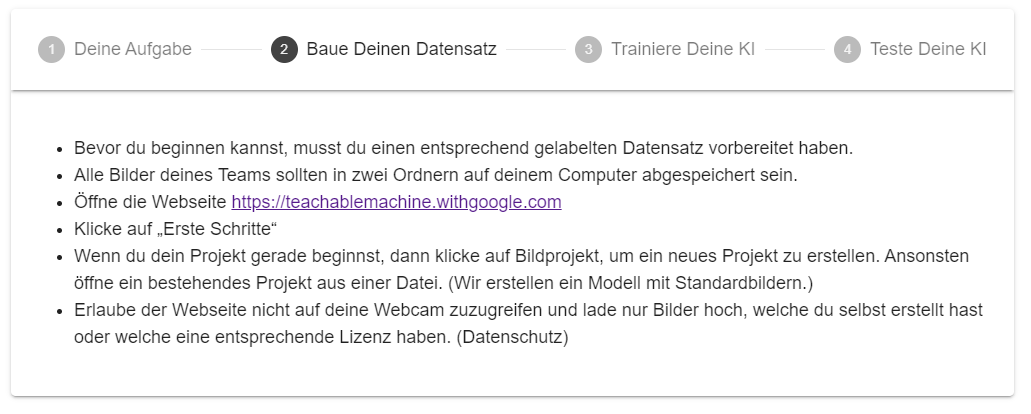 1 Deine Aufgabe 2 Baue Deinen Datensatz 3 Trainiere Deine KI 4 Teste Deine KI
• Bevor du beginnen kannst, musst du einen entsprechend gelabelten Datensatz vorbereitet haben.
• Alle Bilder deines Teams sollten in zwei Ordnern auf deinem Computer abgespeichert sein.
• Öffne die Webseite https://teachablemachine.withgoogle.com
• Klicke auf „Erste Schritte“
• Wenn du dein Projekt gerade beginnst, dann klicke auf Bildprojekt, um ein neues Projekt zu erstellen. Ansonsten
öffne ein bestehendes Projekt aus einer Datei. (Wir erstellen ein Modell mit Standardbildern.)
• Erlaube der Webseite nicht auf deine Webcam zuzugreifen und lade nur Bilder hoch, welche du selbst erstellt hast
oder welche eine entsprechende Lizenz haben. (Datenschutz)